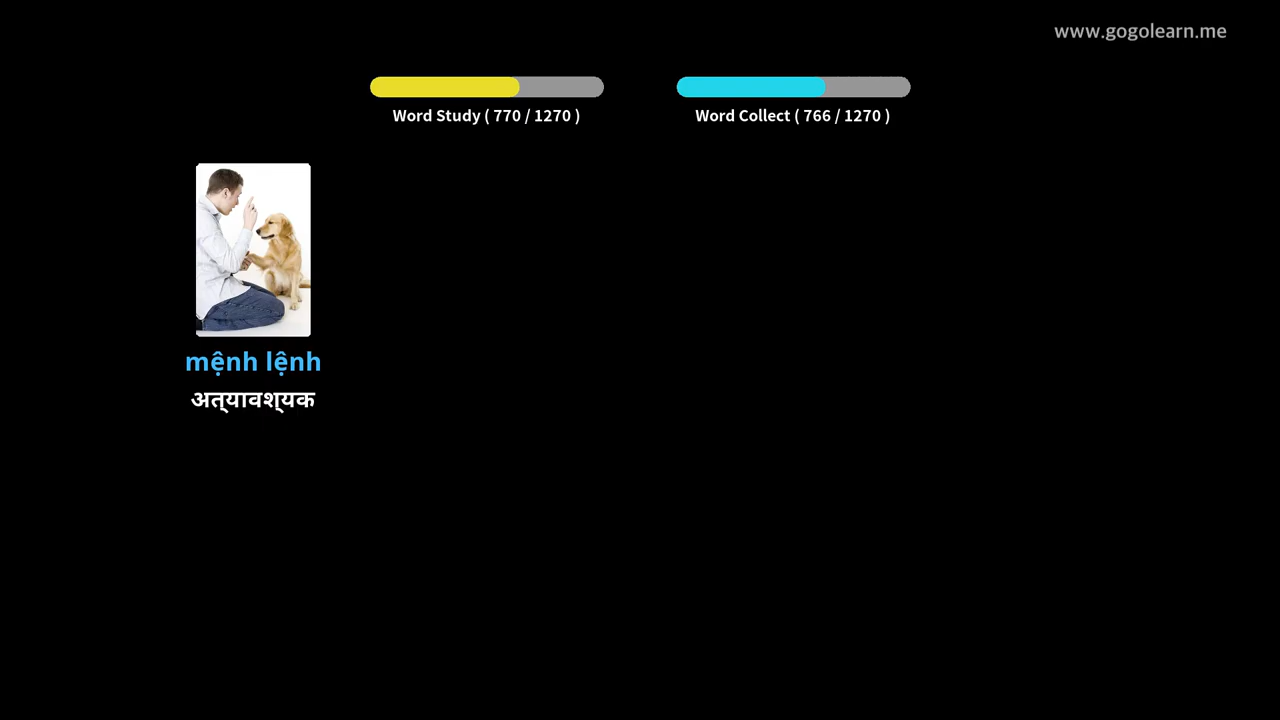 www.gogolearn.me
Word Study ( 770 / 1270 )
Word Collect ( 766 / 1270 )
mệnh lệnh
अत्यावश्यक